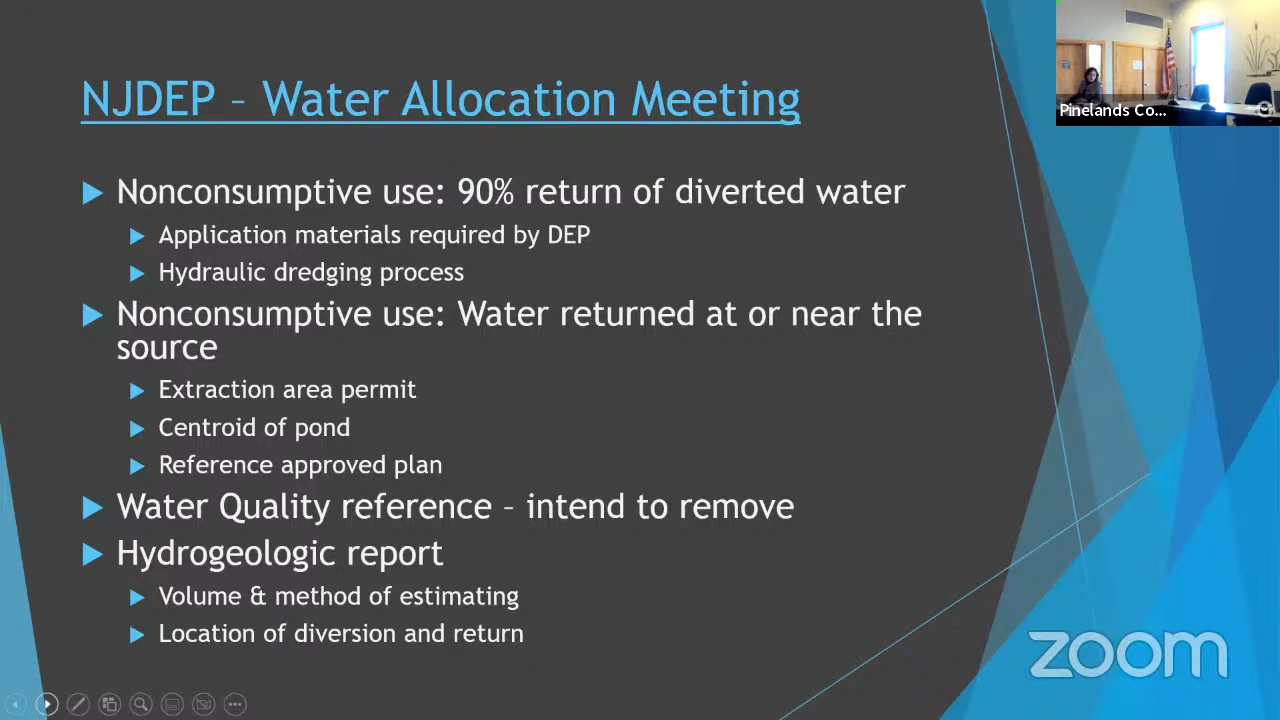 NJDEP – Water Allocation Meeting
Pinelands Co...
Nonconsumptive use: 90% return of diverted water
Application materials required by DEP
Hydraulic dredging process
Nonconsumptive use: Water returned at or near the
source
Extraction area permit
Centroid of pond
Reference approved plan
Water Quality reference – intend to remove
Hydrogeologic report
Volume & method of estimating
Location of diversion and return
zoom